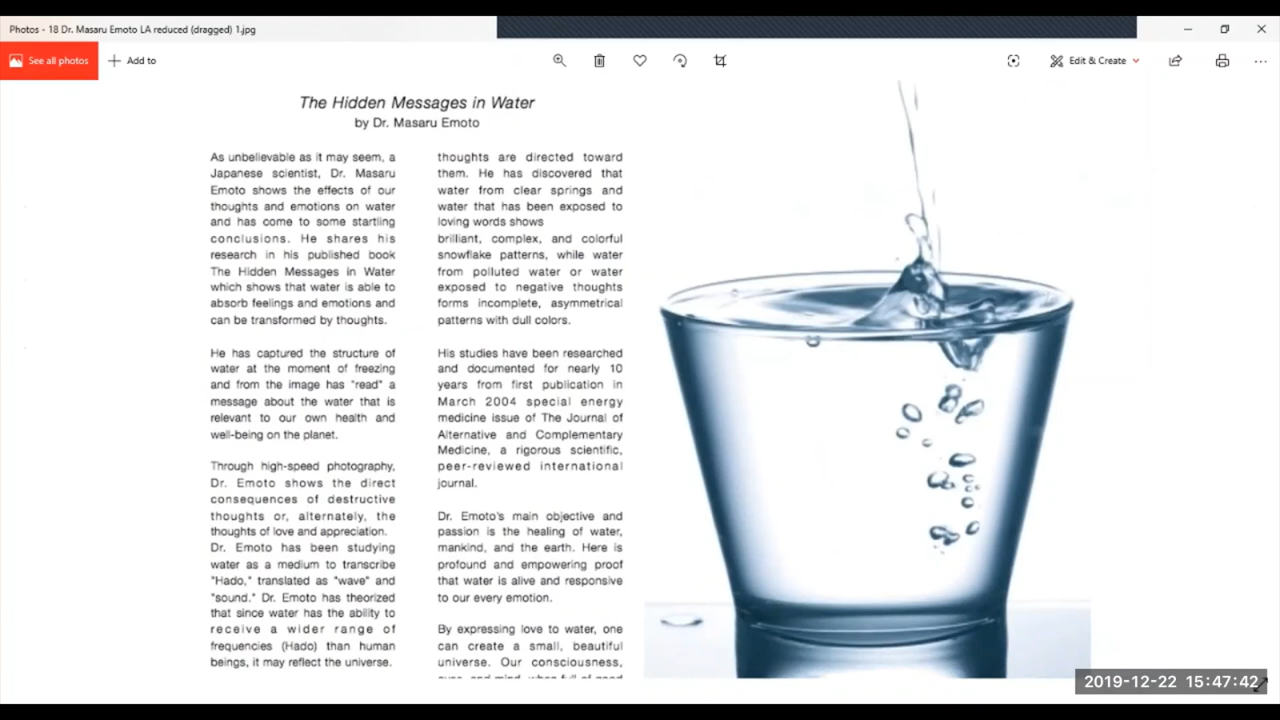 Photos - 18 Dr. Masaru Emoto LA reduced (dragged) 1.jpg
See all photos
Add to
Edit & Create
The Hidden Messages in Water
by Dr. Masaru Emoto
As unbelievable as it may seem, a
Japanese scientist, Dr. Masaru
Emoto shows the effects of our
thoughts and emotions on water
and has come to some startling
conclusions. He shares his
research in his published book
The Hidden Messages in Water
which shows that water is able to
absorb feelings and emotions and
can be transformed by thoughts.
He has captured the structure of
water at the moment of freezing
and from the image has "read" a
message about the water that is
relevant to our own health and
well-being on the planet.
Through high-speed photography,
Dr. Emoto shows the direct
consequences of destructive
thoughts or, alternately, the
thoughts of love and appreciation.
Dr. Emoto has been studying
water as a medium to transcribe
"Hado," translated as "wave" and
"sound." Dr. Emoto has theorized
that since water has the ability to
receive a wider range of
frequencies (Hado) than human
beings, it may reflect the universe.
thoughts are directed toward
them. He has discovered that
water from clear springs and
water that has been exposed to
loving words shows
brilliant, complex, and colorful
snowflake patterns, while water
from polluted water or water
exposed to negative thoughts
forms incomplete, asymmetrical
patterns with dull colors.
His studies have been researched
and documented for nearly 10
years from first publication in
March 2004 special energy
medicine issue of The Journal of
Alternative and Complementary
Medicine, a rigorous scientific,
peer-reviewed international
journal.
Dr. Emoto's main objective and
passion is the healing of water,
mankind, and the earth. Here is
profound and empowering proof
that water is alive and responsive
to our every emotion.
By expressing love to water, one
can create a small, beautiful
universe. Our consciousness,
2019-12-22 15:47:42